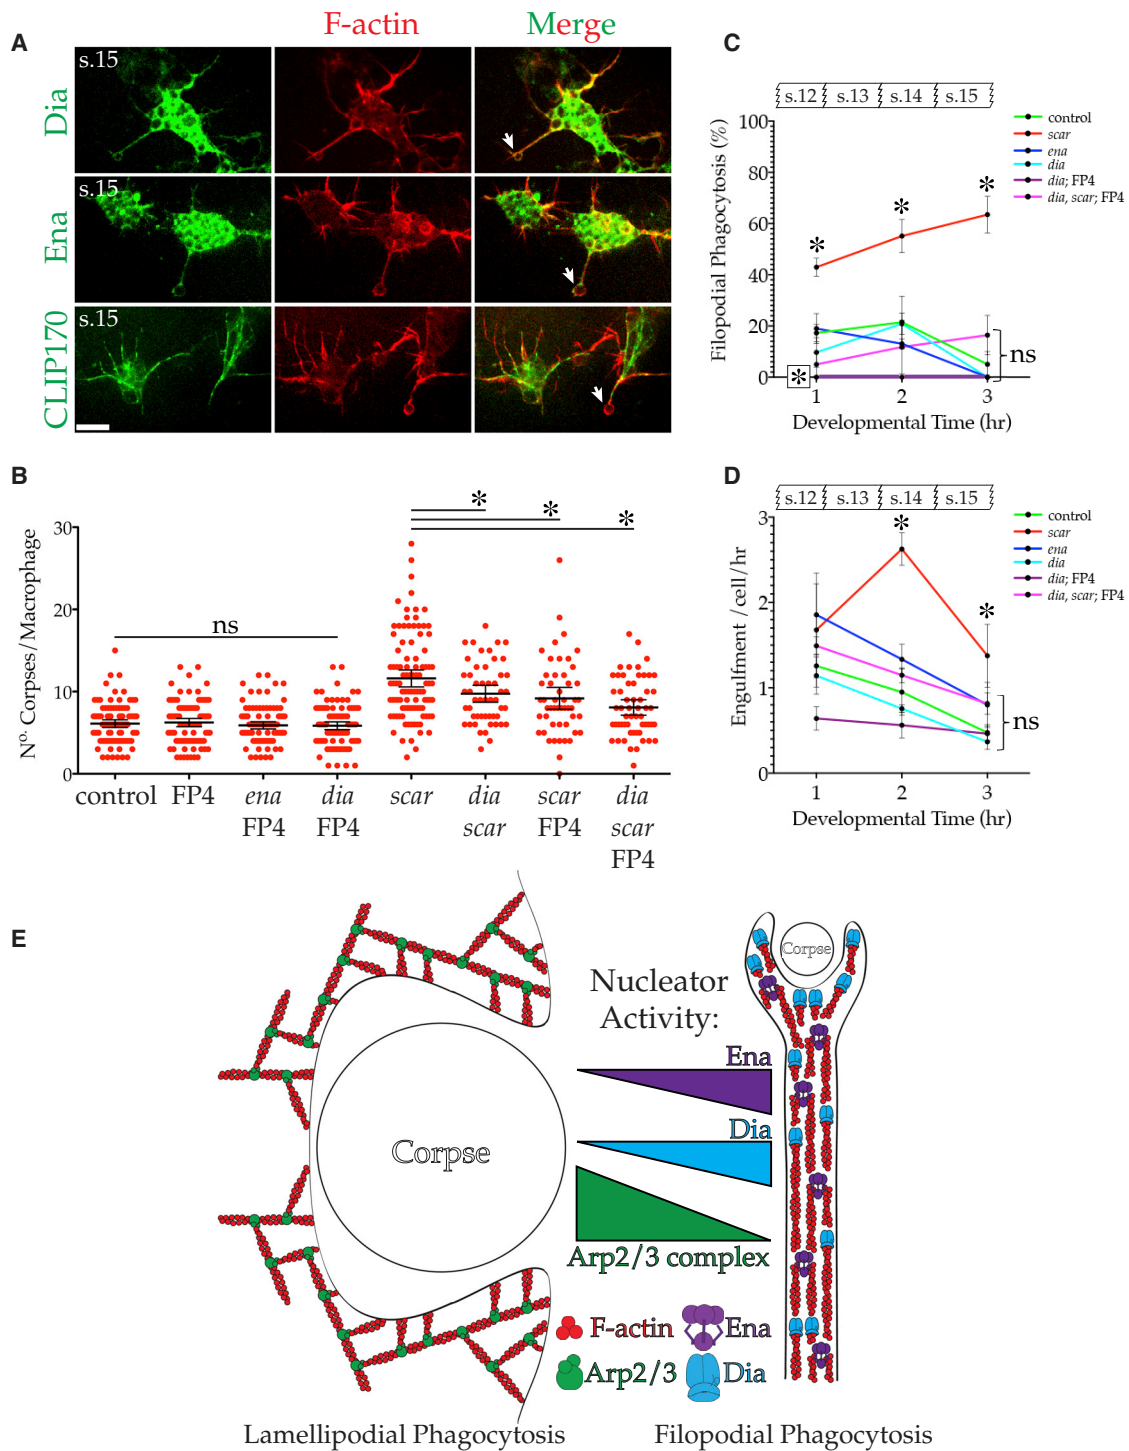 A
F-actin
Merge
Dia
s.15
Ena
s.15
CLIP170
s.15
B
Nº. Corpses/Macrophage
30
20
10
0
ns
*
*
*
control
FP4
ena
FP4
dia
FP4
scar
dia
scar
scar
FP4
dia
scar
FP4
C
s.12 s.13 s.14 s.15
Filopodial Phagocytosis (%)
100
80
60
40
20
0
*
*
*
*
ns
1 2 3
Developmental Time (hr)
control
scar
ena
dia
dia; FP4
dia, scar; FP4
D
s.12 s.13 s.14 s.15
Engulfment /cell/hr
3
2
1
0
*
*
ns
1 2 3
Developmental Time (hr)
control
scar
ena
dia
dia; FP4
dia, scar; FP4
E
Corpse
Nucleator
Activity:
Ena
Dia
Arp2/3 complex
Corpse
F-actin
Ena
Arp2/3
Dia
Lamellipodial Phagocytosis
Filopodial Phagocytosis